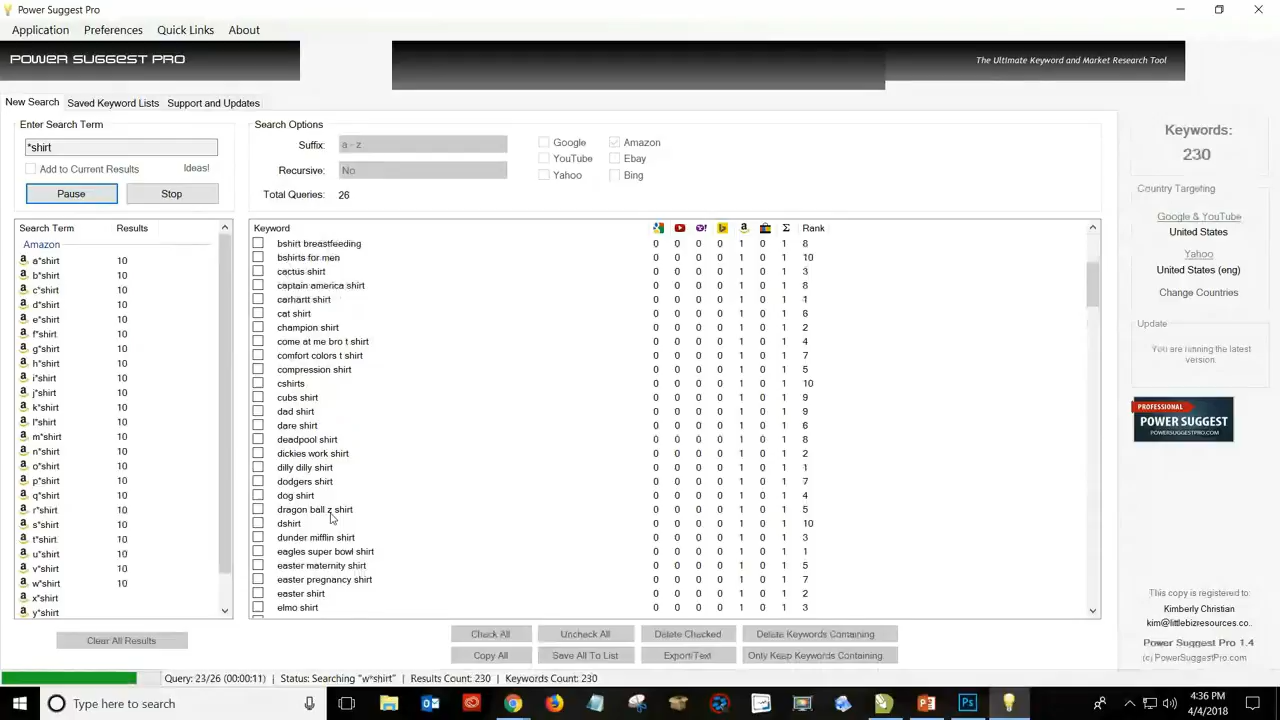 Power Suggest Pro
Application Preferences Quick Links About
POWER SUGGEST PRO
The Ultimate Keyword and Market Research Tool
New Search Saved Keyword Lists Support and Updates
Enter Search Term
*shirt
Add to Current Results Ideas!
Pause Stop
Search Options
Suffix: a - z
Recursive: No
Total Queries: 26
Google Amazon
YouTube Ebay
Yahoo Bing
Keywords:
230
Country Targeting
Google & YouTube
United States
Yahoo
United States (eng)
Change Countries
Update
You are running the latest
version.
PROFESSIONAL
POWER SUGGEST
POWERSUGGESTPRO.COM
This copy is registered to:
Kimberly Christian
kim@littlebizresources.co..
Power Suggest Pro 1.4
(c) PowerSuggestPro.com
Search Term Results
Amazon
a*shirt 10
b*shirt 10
c*shirt 10
d*shirt 10
e*shirt 10
f*shirt 10
g*shirt 10
h*shirt 10
i*shirt 10
j*shirt 10
k*shirt 10
l*shirt 10
m*shirt 10
n*shirt 10
o*shirt 10
p*shirt 10
q*shirt 10
r*shirt 10
s*shirt 10
t*shirt 10
u*shirt 10
v*shirt 10
w*shirt 10
x*shirt
y*shirt
Clear All Results
Keyword Σ Rank
bshirt breastfeeding 0 0 0 0 1 0 1 8
bshirts for men 0 0 0 0 1 0 1 10
cactus shirt 0 0 0 0 1 0 1 3
captain america shirt 0 0 0 0 1 0 1 8
carhartt shirt 0 0 0 0 1 0 1 1
cat shirt 0 0 0 0 1 0 1 6
champion shirt 0 0 0 0 1 0 1 2
come at me bro t shirt 0 0 0 0 1 0 1 4
comfort colors t shirt 0 0 0 0 1 0 1 7
compression shirt 0 0 0 0 1 0 1 5
cshirts 0 0 0 0 1 0 1 10
cubs shirt 0 0 0 0 1 0 1 9
dad shirt 0 0 0 0 1 0 1 9
dare shirt 0 0 0 0 1 0 1 6
deadpool shirt 0 0 0 0 1 0 1 8
dickies work shirt 0 0 0 0 1 0 1 2
dilly dilly shirt 0 0 0 0 1 0 1 1
dodgers shirt 0 0 0 0 1 0 1 7
dog shirt 0 0 0 0 1 0 1 4
dragon ball z shirt 0 0 0 0 1 0 1 5
dshirt 0 0 0 0 1 0 1 10
dunder mifflin shirt 0 0 0 0 1 0 1 3
eagles super bowl shirt 0 0 0 0 1 0 1 1
easter maternity shirt 0 0 0 0 1 0 1 5
easter pregnancy shirt 0 0 0 0 1 0 1 7
easter shirt 0 0 0 0 1 0 1 2
elmo shirt 0 0 0 0 1 0 1 3
Check All Uncheck All Delete Checked Delete Keywords Containing
Copy All Save All To List Export/Text Only Keep Keywords Containing
Query: 23/26 (00:00:11) | Status: Searching "w*shirt" | Results Count: 230 | Keywords Count: 230
Type here to search
4:36 PM
4/4/2018